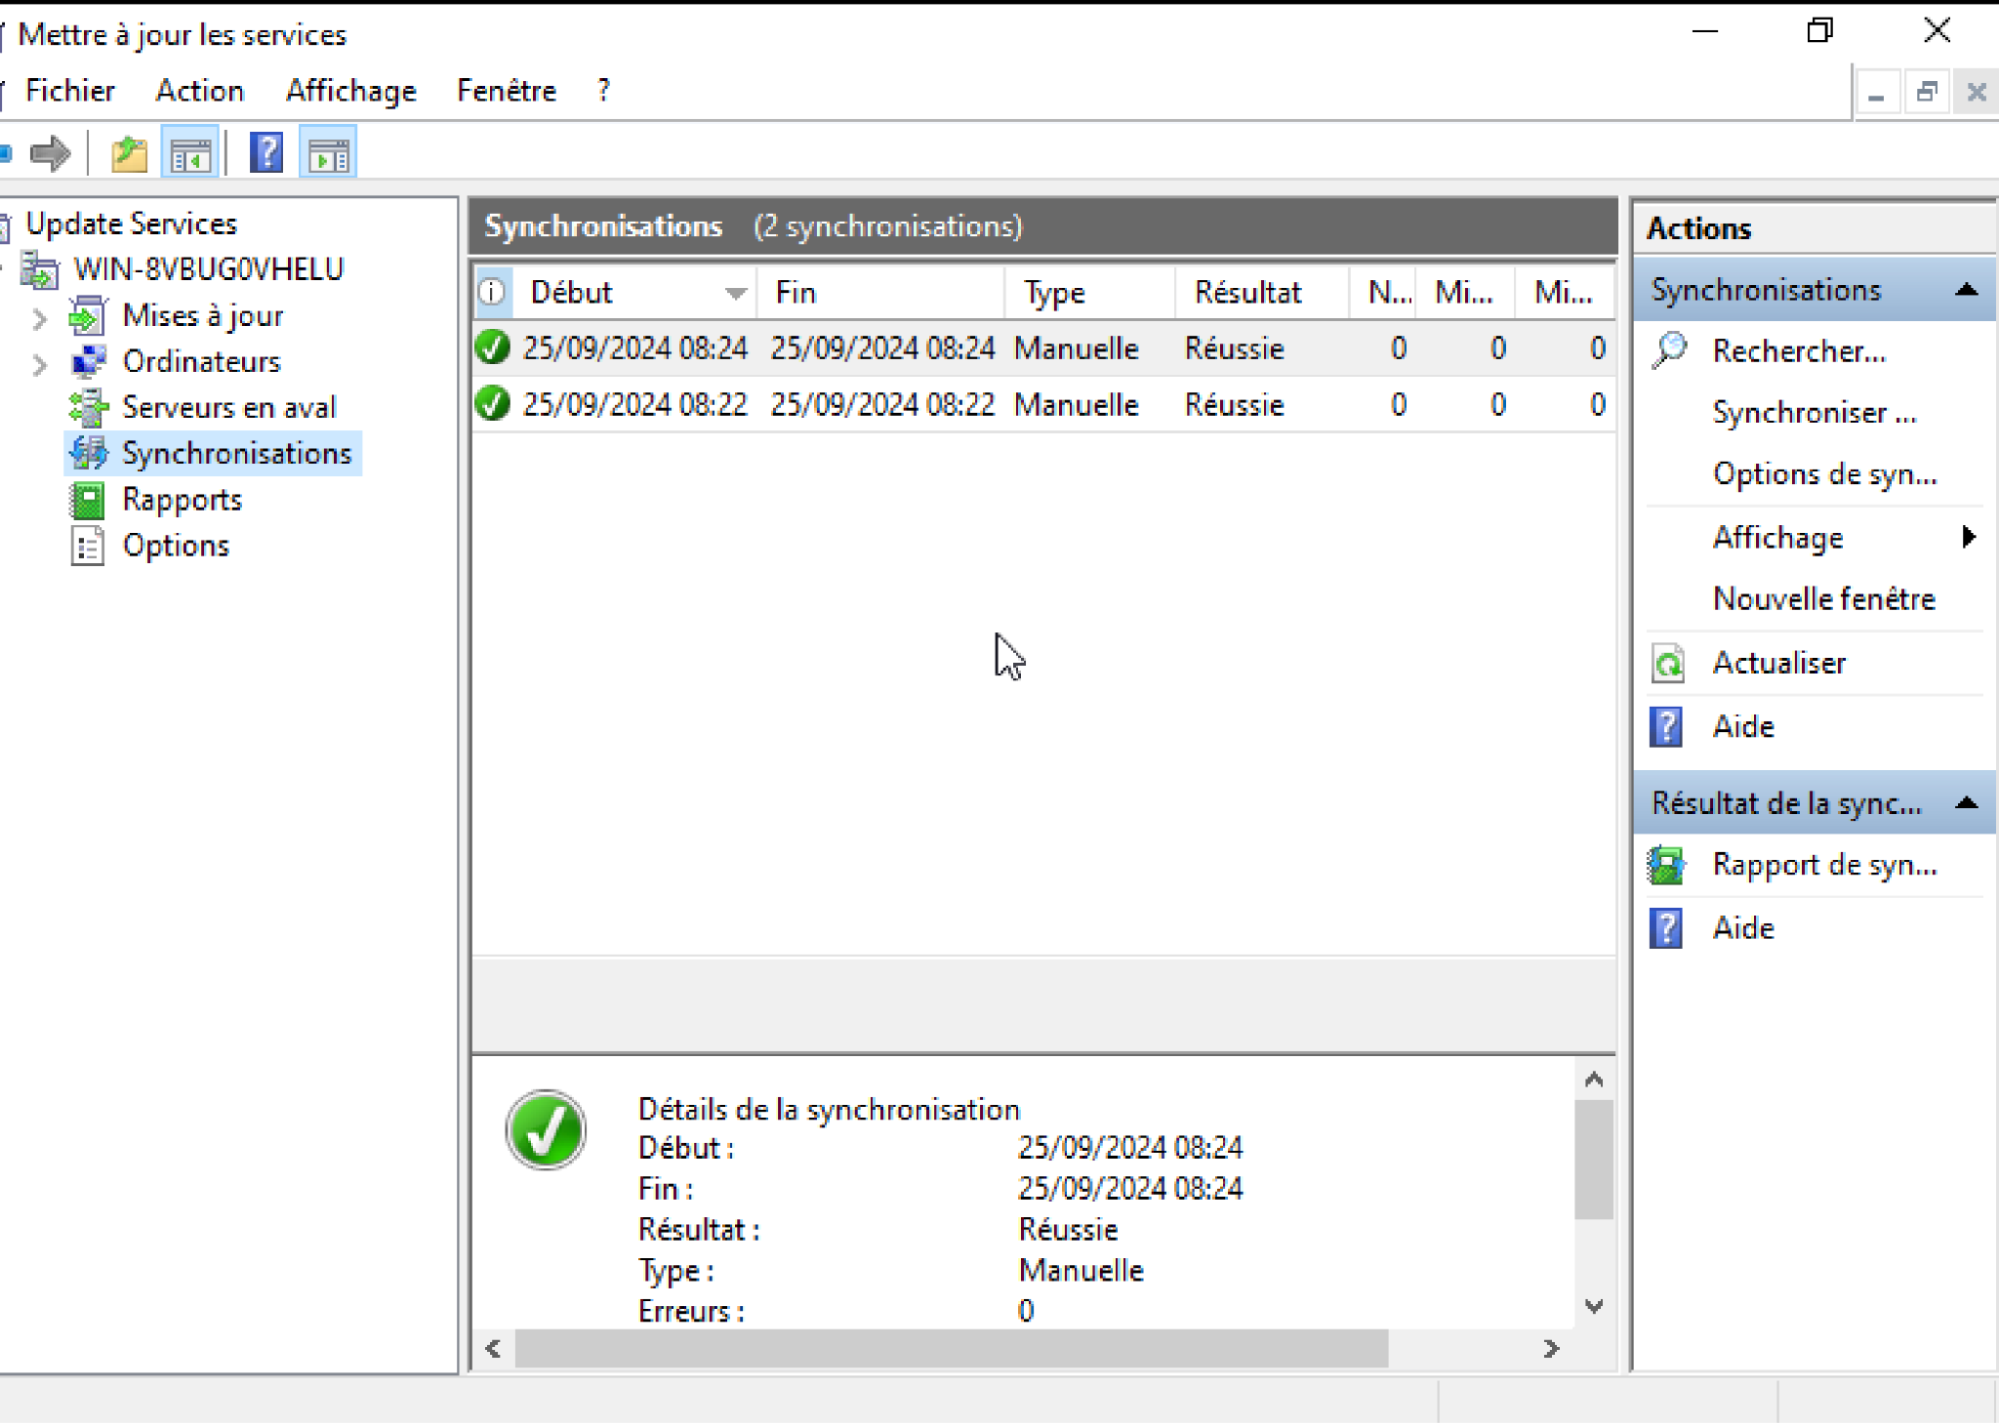 Mettre à jour les services
Fichier Action Affichage Fenêtre ?
Update Services
WIN-8VBUG0VHELU
Mises à jour
Ordinateurs
Serveurs en aval
Synchronisations
Rapports
Options
Synchronisations (2 synchronisations)
Début Fin Type Résultat N... Mi... Mi...
25/09/2024 08:24 25/09/2024 08:24 Manuelle Réussie 0 0 0
25/09/2024 08:22 25/09/2024 08:22 Manuelle Réussie 0 0 0
Détails de la synchronisation
Début : 25/09/2024 08:24
Fin : 25/09/2024 08:24
Résultat : Réussie
Type : Manuelle
Erreurs : 0
Actions
Synchronisations
Rechercher...
Synchroniser ...
Options de syn...
Affichage
Nouvelle fenêtre
Actualiser
Aide
Résultat de la sync...
Rapport de syn...
Aide